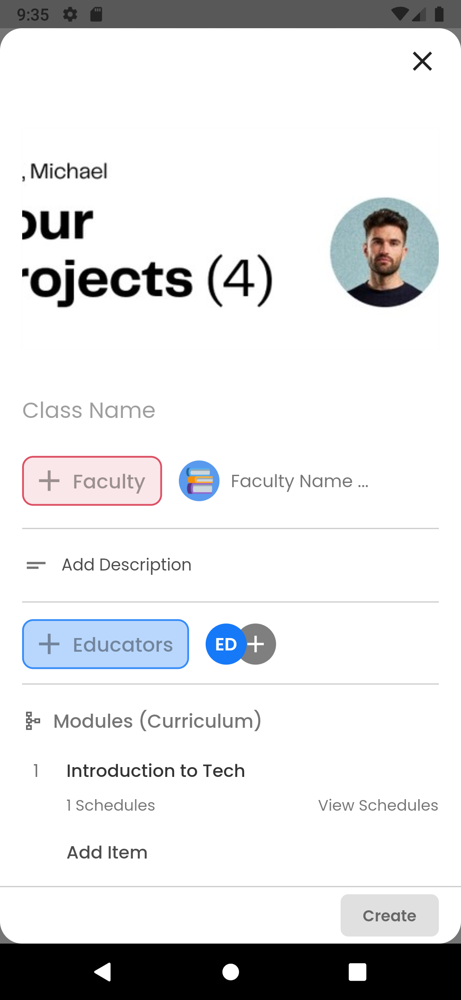 9:35
, Michael
our
rojects (4)
Class Name
Faculty
Faculty Name ...
Add Description
Educators
ED
Modules (Curriculum)
1 Introduction to Tech
1 Schedules View Schedules
Add Item
Create